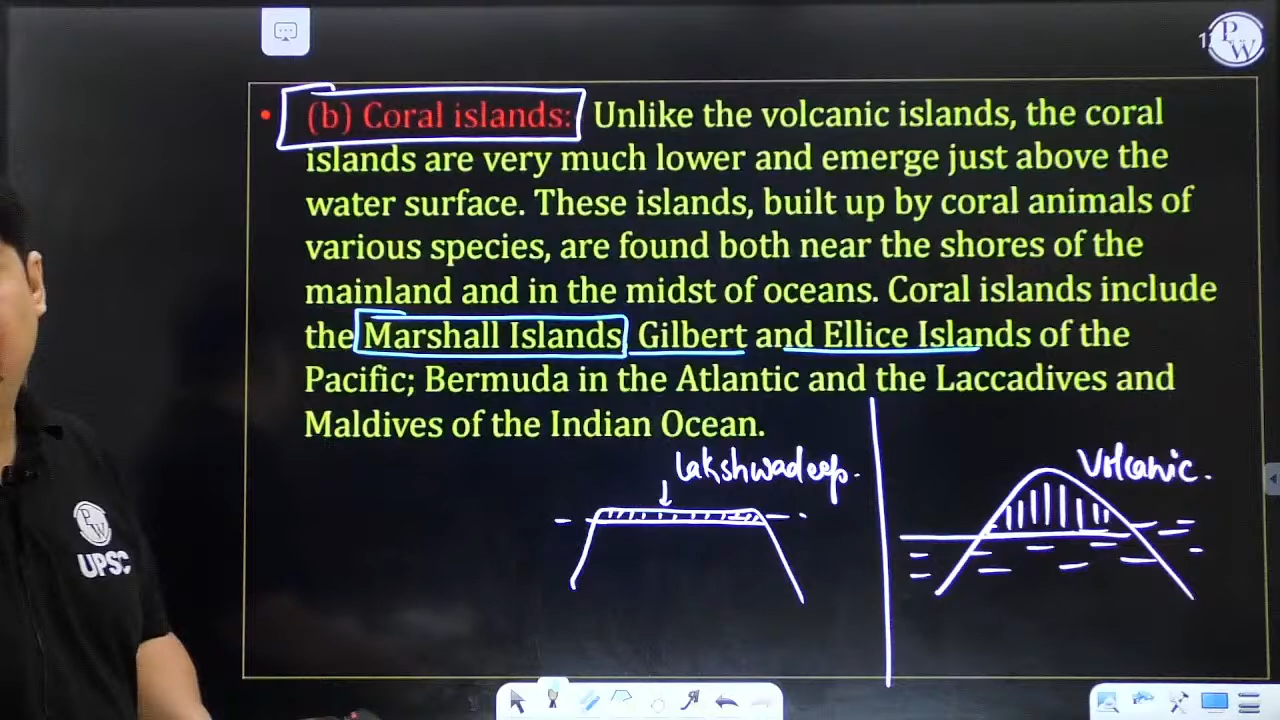 PW
• (b) Coral islands: Unlike the volcanic islands, the coral
islands are very much lower and emerge just above the
water surface. These islands, built up by coral animals of
various species, are found both near the shores of the
mainland and in the midst of oceans. Coral islands include
the Marshall Islands Gilbert and Ellice Islands of the
Pacific; Bermuda in the Atlantic and the Laccadives and
Maldives of the Indian Ocean.
Lakshwadeep.
Volcanic.
PW
UPSC